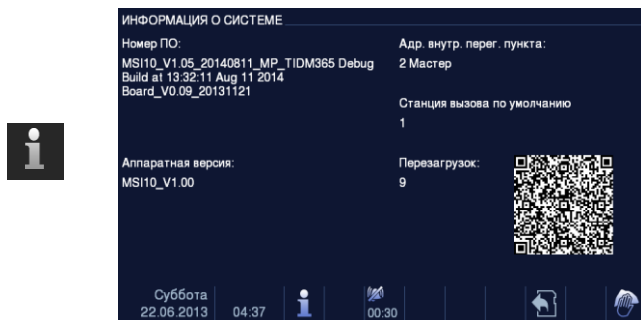 ИНФОРМАЦИЯ О СИСТЕМЕ
Номер ПО:
MSI10_V1.05_20140811_MP_TIDM365 Debug
Build at 13:32:11 Aug 11 2014
Board_V0.09_20131121
Адр. внутр. перег. пункта:
2 Мастер
Станция вызова по умолчанию
1
Аппаратная версия:
MSI10_V1.00
Перезагрузок:
9
Суббота
22.06.2013
04:37
00:30